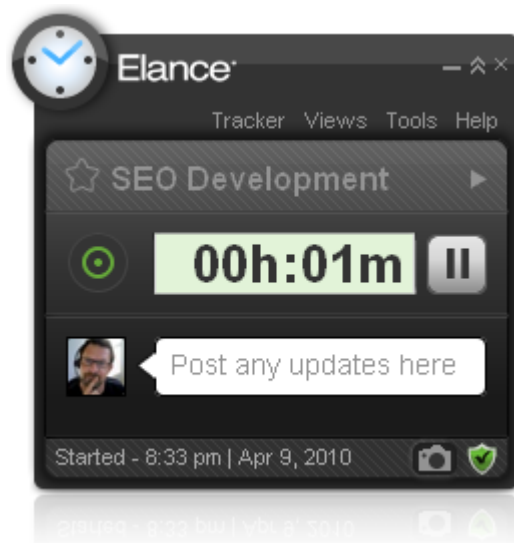 Elance
Tracker Views Tools Help
SEO Development
00h:01m
Post any updates here
Started - 8:33 pm | Apr 9, 2010